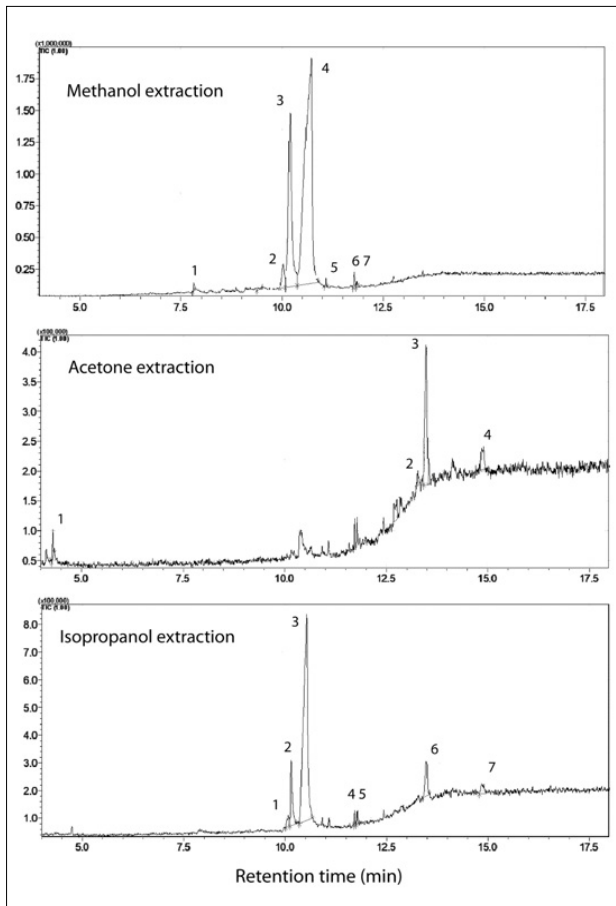 (x1,000,000)
TIC (1.00)
Methanol extraction
1.75
1.50
1.25
1.00
0.75
0.50
0.25
1 2 3 4 5 6 7
5.0 7.5 10.0 12.5 15.0 17.5
(x100,000)
TIC (1.00)
Acetone extraction
4.0
3.5
3.0
2.5
2.0
1.5
1.0
0.5
1 2 3 4
5.0 7.5 10.0 12.5 15.0 17.5
(x100,000)
TIC (1.00)
Isopropanol extraction
8.0
7.0
6.0
5.0
4.0
3.0
2.0
1.0
1 2 3 4 5 6 7
5.0 7.5 10.0 12.5 15.0 17.5
Retention time (min)